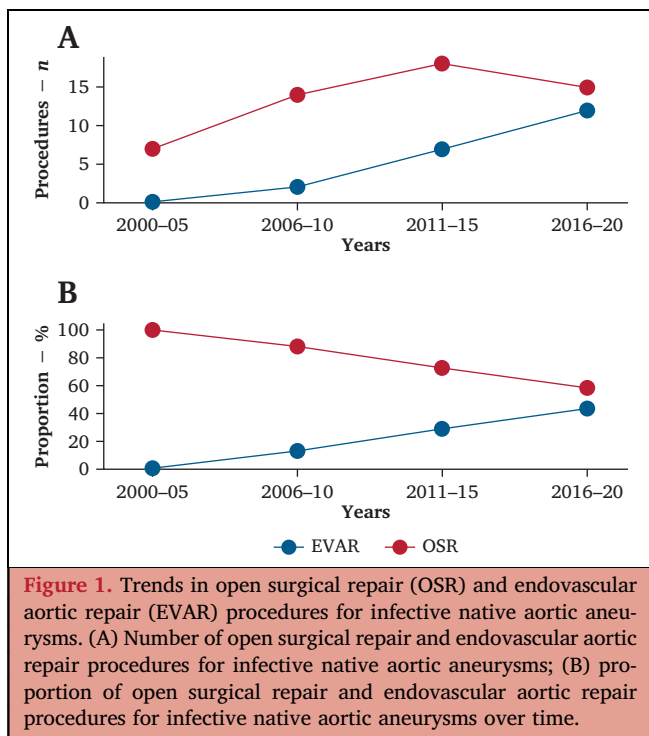 A
Procedures – n
15
10
5
0
2000–05 2006–10 2011–15 2016–20
Years
B
Proportion – %
100
80
60
40
20
0
2000–05 2006–10 2011–15 2016–20
Years
EVAR OSR
Figure 1. Trends in open surgical repair (OSR) and endovascular
aortic repair (EVAR) procedures for infective native aortic aneu-
rysms. (A) Number of open surgical repair and endovascular aortic
repair procedures for infective native aortic aneurysms; (B) pro-
portion of open surgical repair and endovascular aortic repair
procedures for infective native aortic aneurysms over time.